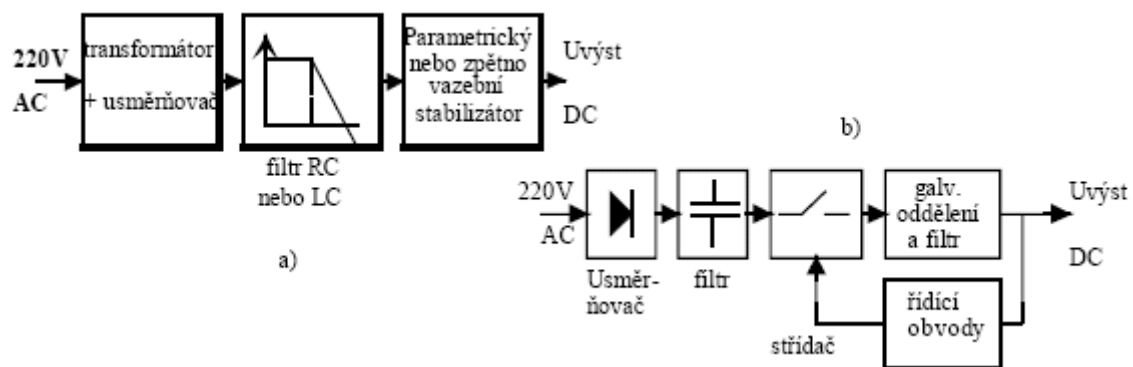 220V
AC
transformátor
+ usměrňovač
filtr RC
nebo LC
Parametrický
nebo zpětno
vazební
stabilizátor
Uvýst
DC
a)
b)
220V
AC
Usměr-
ňovač
filtr
střídač
galv.
oddělení
a filtr
řídící
obvody
Uvýst
DC